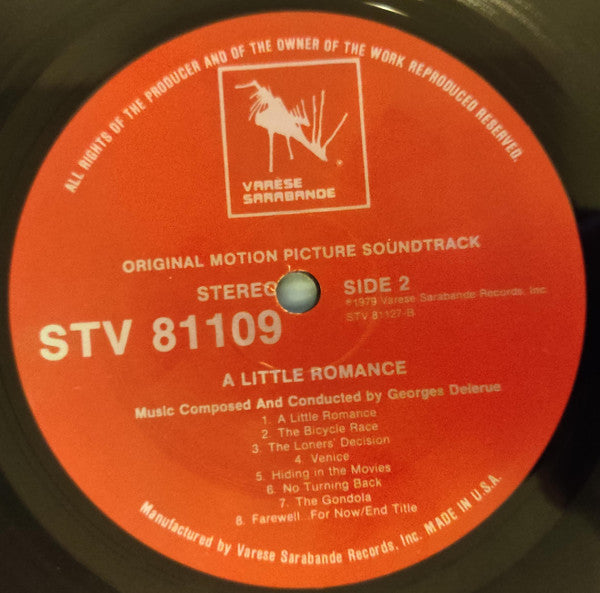 ALL RIGHTS OF THE PRODUCER AND OF THE OWNER OF THE WORK REPRODUCED RESERVED.
VARÈSE
SARABANDE
ORIGINAL MOTION PICTURE SOUNDTRACK
STEREO SIDE 2
℗1979 Varese Sarabande Records, Inc.
STV 81109 STV 81127-B
A LITTLE ROMANCE
Music Composed And Conducted by Georges Delerue
1. A Little Romance
2. The Bicycle Race
3. The Loners' Decision
4. Venice
5. Hiding in the Movies
6. No Turning Back
7. The Gondola
8. Farewell...For Now/End Title
Manufactured by Varese Sarabande Records, Inc. MADE IN U.S.A.